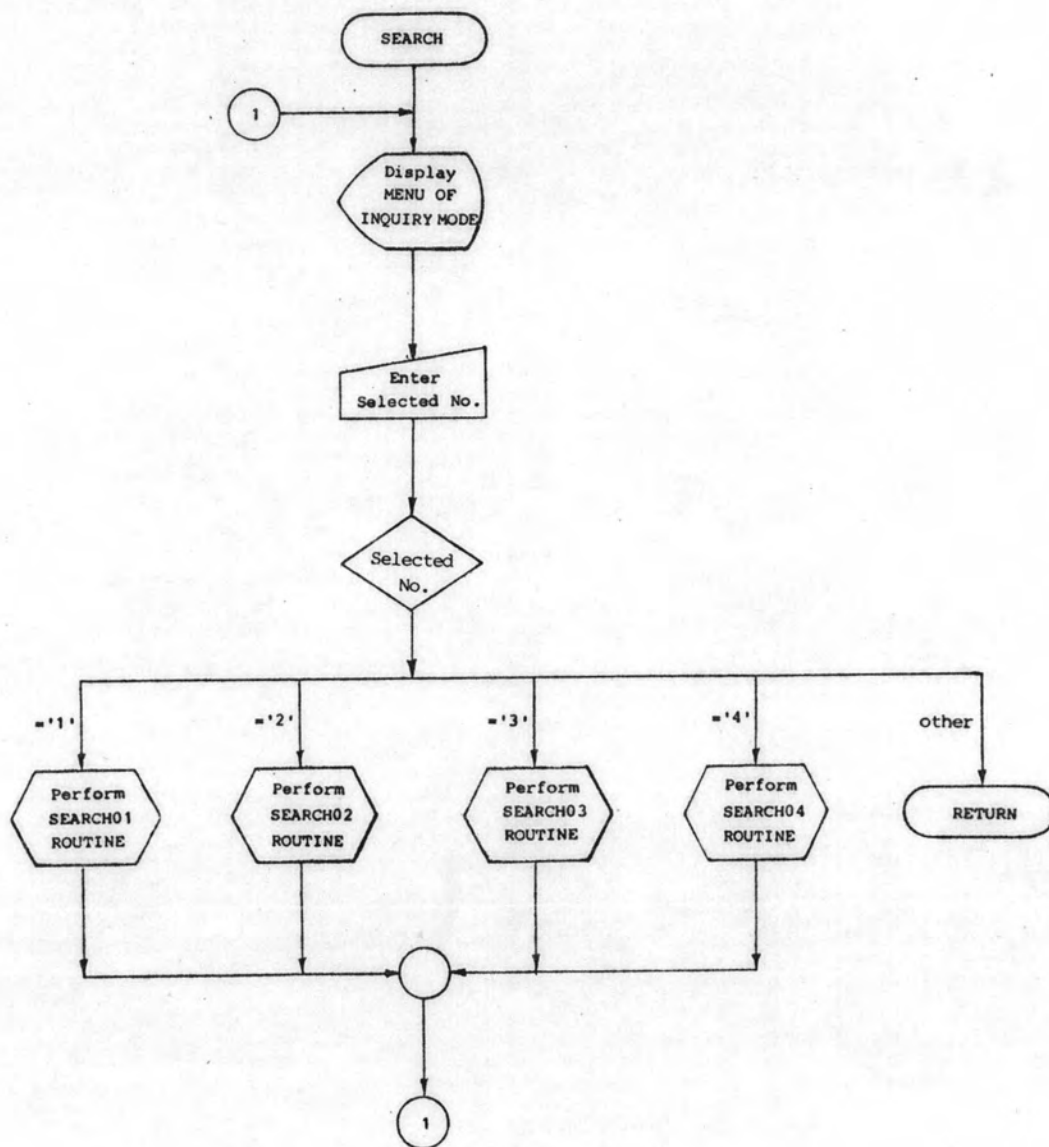 SEARCH
1
Display
MENU OF
INQUIRY MODE
Enter
Selected No.
Selected
No.
='1'
='2'
='3'
='4'
other
Perform
SEARCH01
ROUTINE
Perform
SEARCH02
ROUTINE
Perform
SEARCH03
ROUTINE
Perform
SEARCH04
ROUTINE
RETURN
1